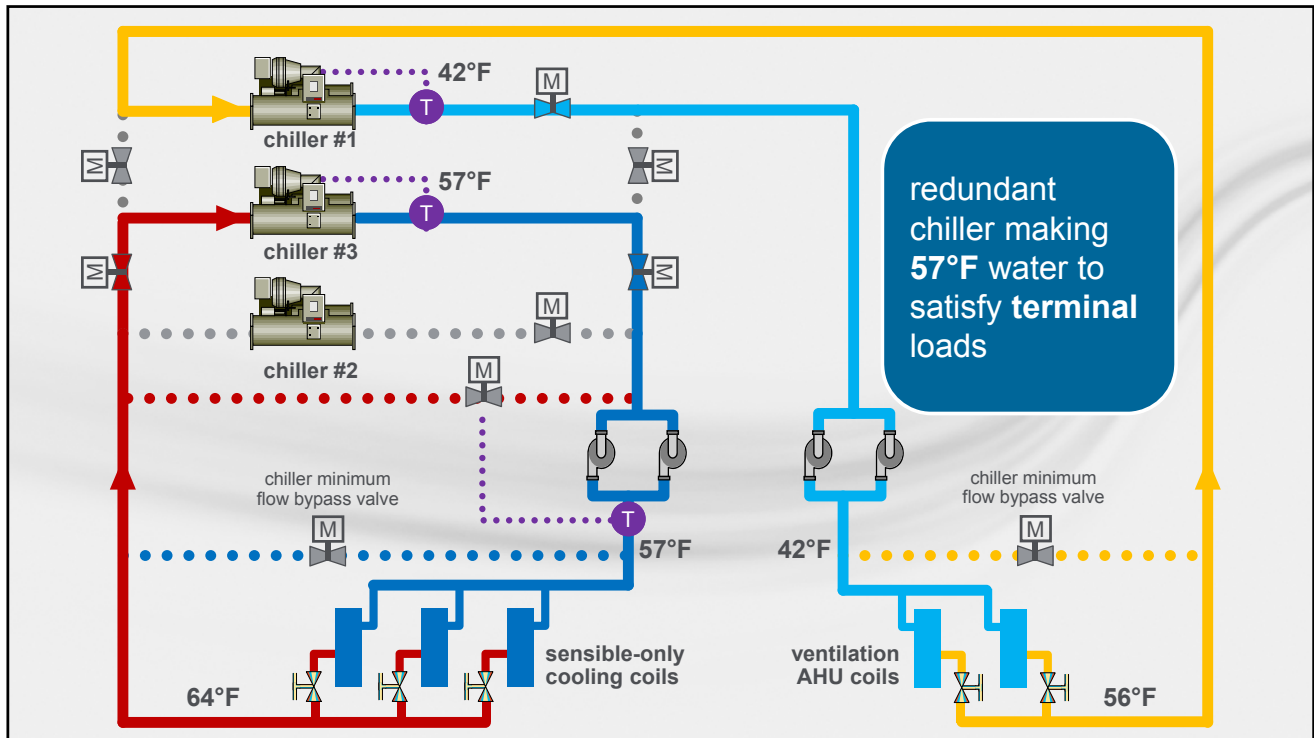 42°F
M
T
chiller #1
M
M
57°F
T
chiller #3
M
M
M
chiller #2
M
redundant
chiller making
57°F water to
satisfy terminal
loads
chiller minimum
flow bypass valve
M
T
57°F
42°F
chiller minimum
flow bypass valve
M
sensible-only
cooling coils
ventilation
AHU coils
64°F
56°F